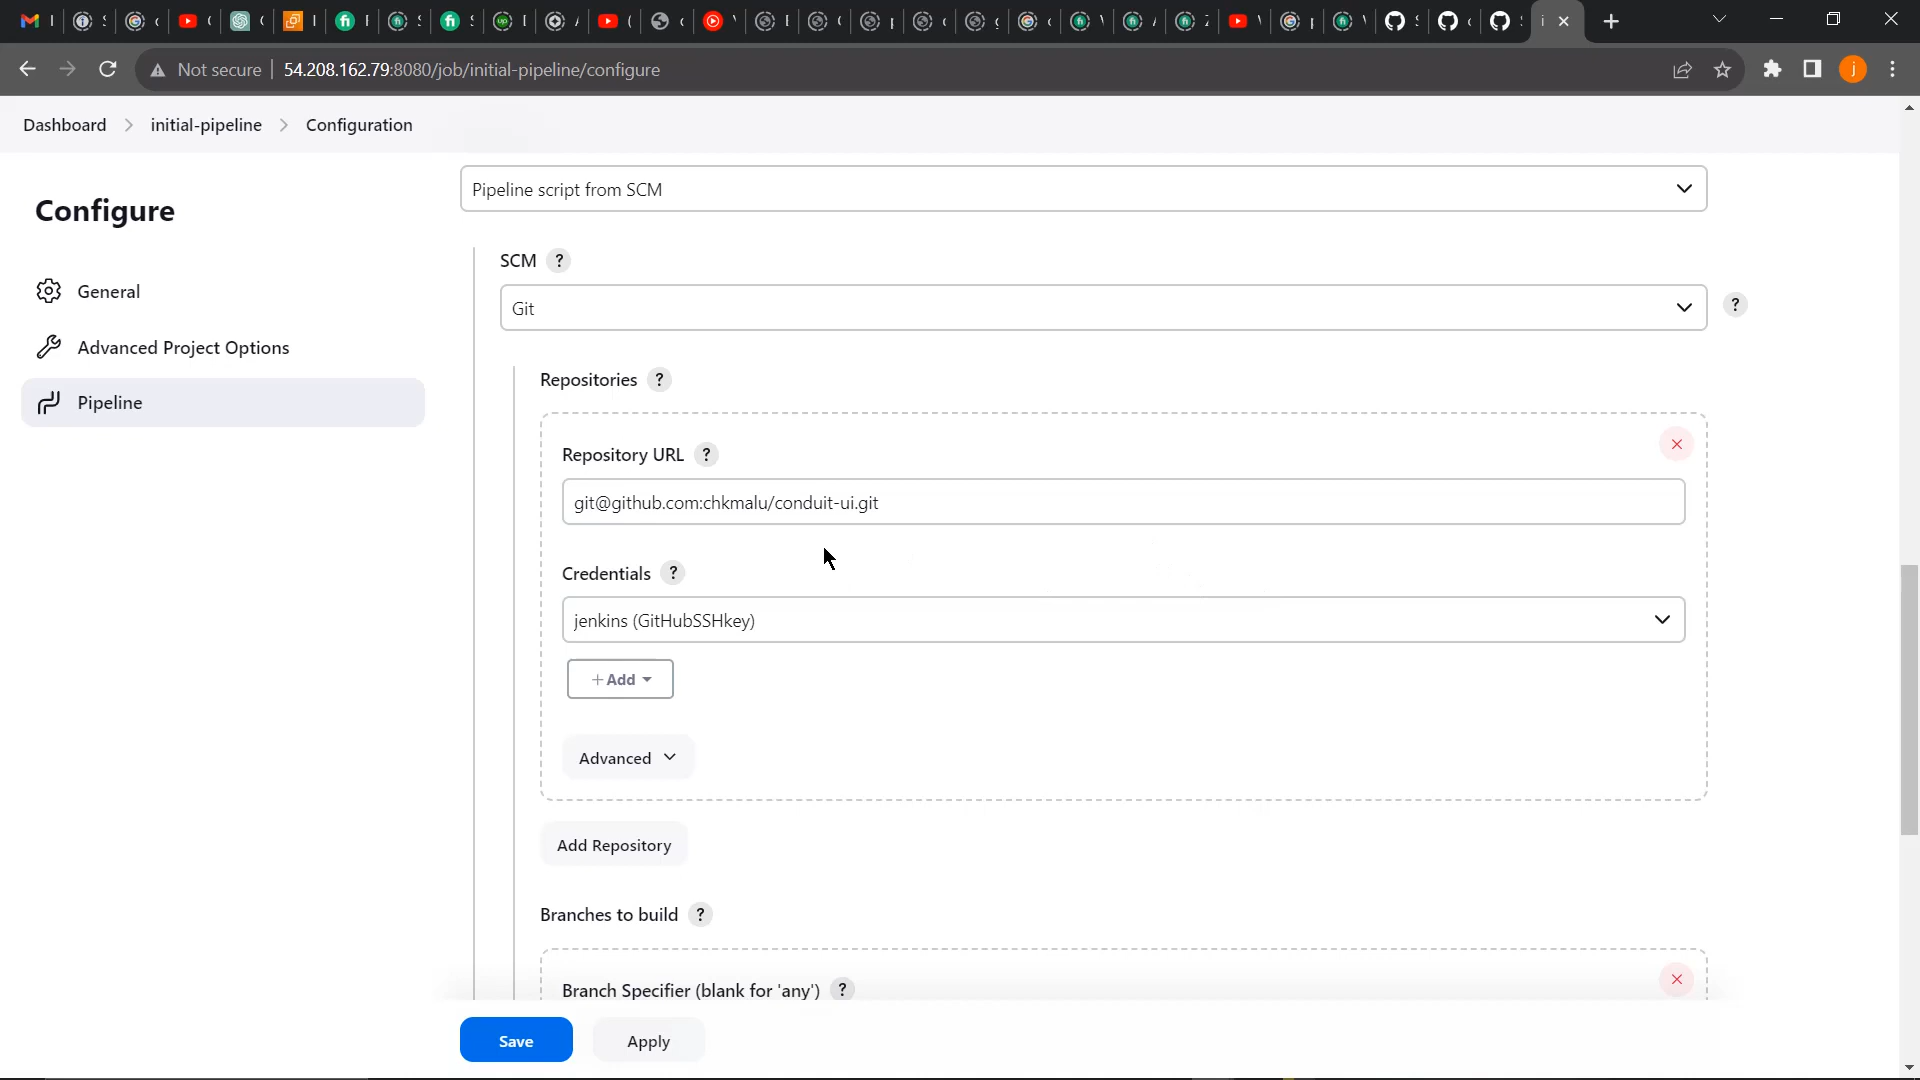 Not secure
54.208.162.79:8080/job/initial-pipeline/configure
j
Dashboard
initial-pipeline
Configuration
Configure
General
Advanced Project Options
Pipeline
Pipeline script from SCM
SCM ?
Git
?
Repositories ?
Repository URL ?
git@github.com:chkmalu/conduit-ui.git
Credentials ?
jenkins (GitHubSSHkey)
+Add
Advanced
Add Repository
Branches to build ?
Branch Specifier (blank for 'any') ?
Save
Apply